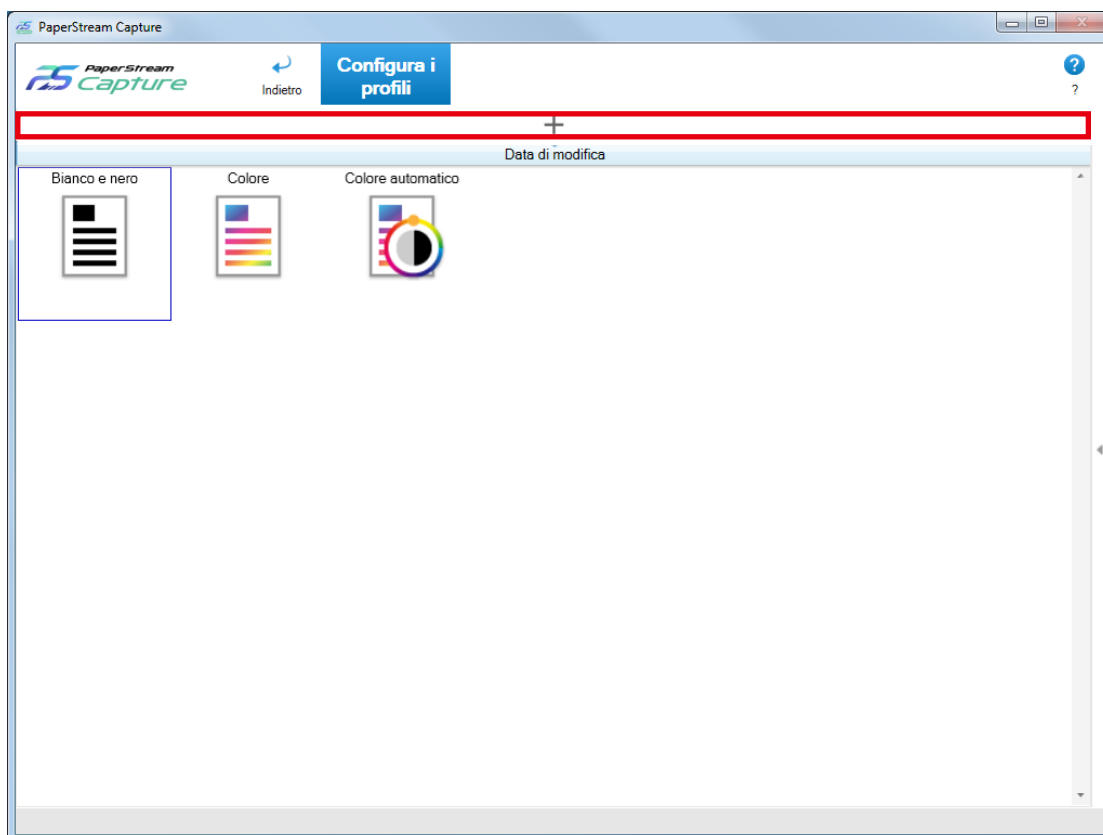 PaperStream Capture
PaperStream
Capture
Indietro
Configura i
profili
?
?
+
Data di modifica
Bianco e nero
Colore
Colore automatico